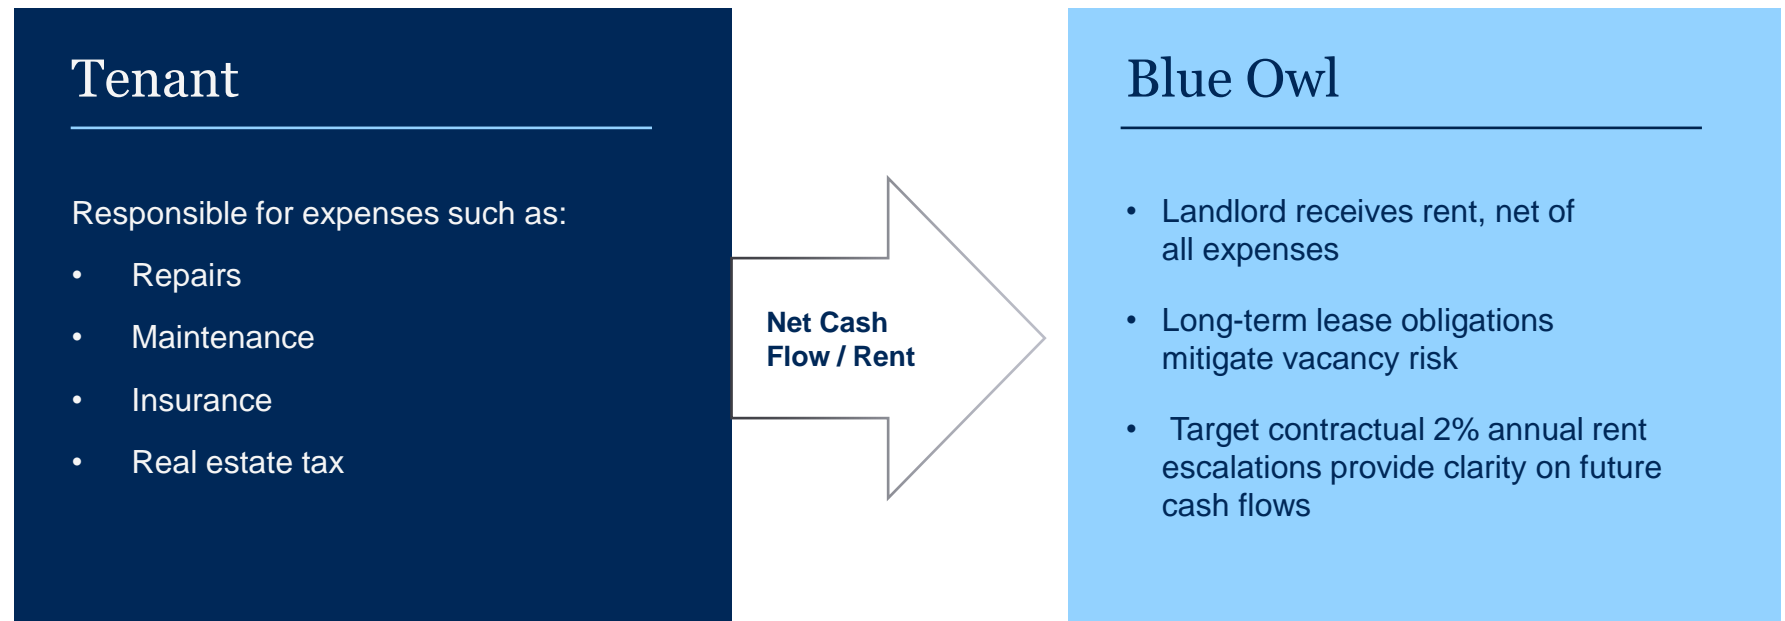 Tenant
Responsible for expenses such as:
• Repairs
• Maintenance
• Insurance
• Real estate tax
Net Cash
Flow / Rent
Blue Owl
• Landlord receives rent, net of
all expenses
• Long-term lease obligations
mitigate vacancy risk
• Target contractual 2% annual rent
escalations provide clarity on future
cash flows